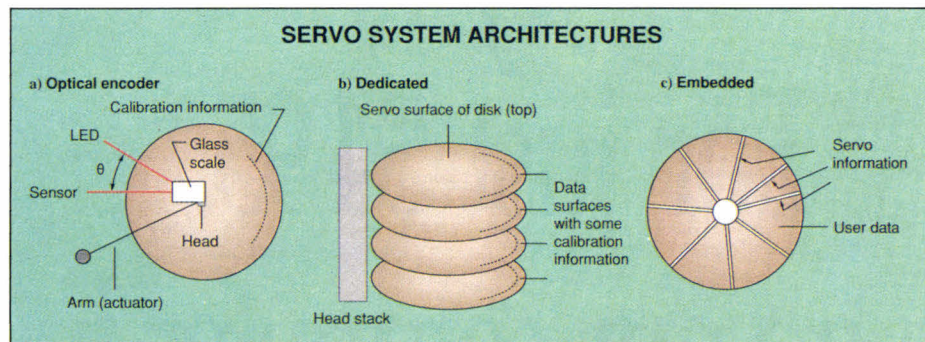 SERVO SYSTEM ARCHITECTURES
a) Optical encoder
Calibration information
LED
θ
Glass
scale
Sensor
Head
Arm (actuator)
b) Dedicated
Servo surface of disk (top)
Data
surfaces
with some
calibration
information
Head stack
c) Embedded
Servo
information
User data